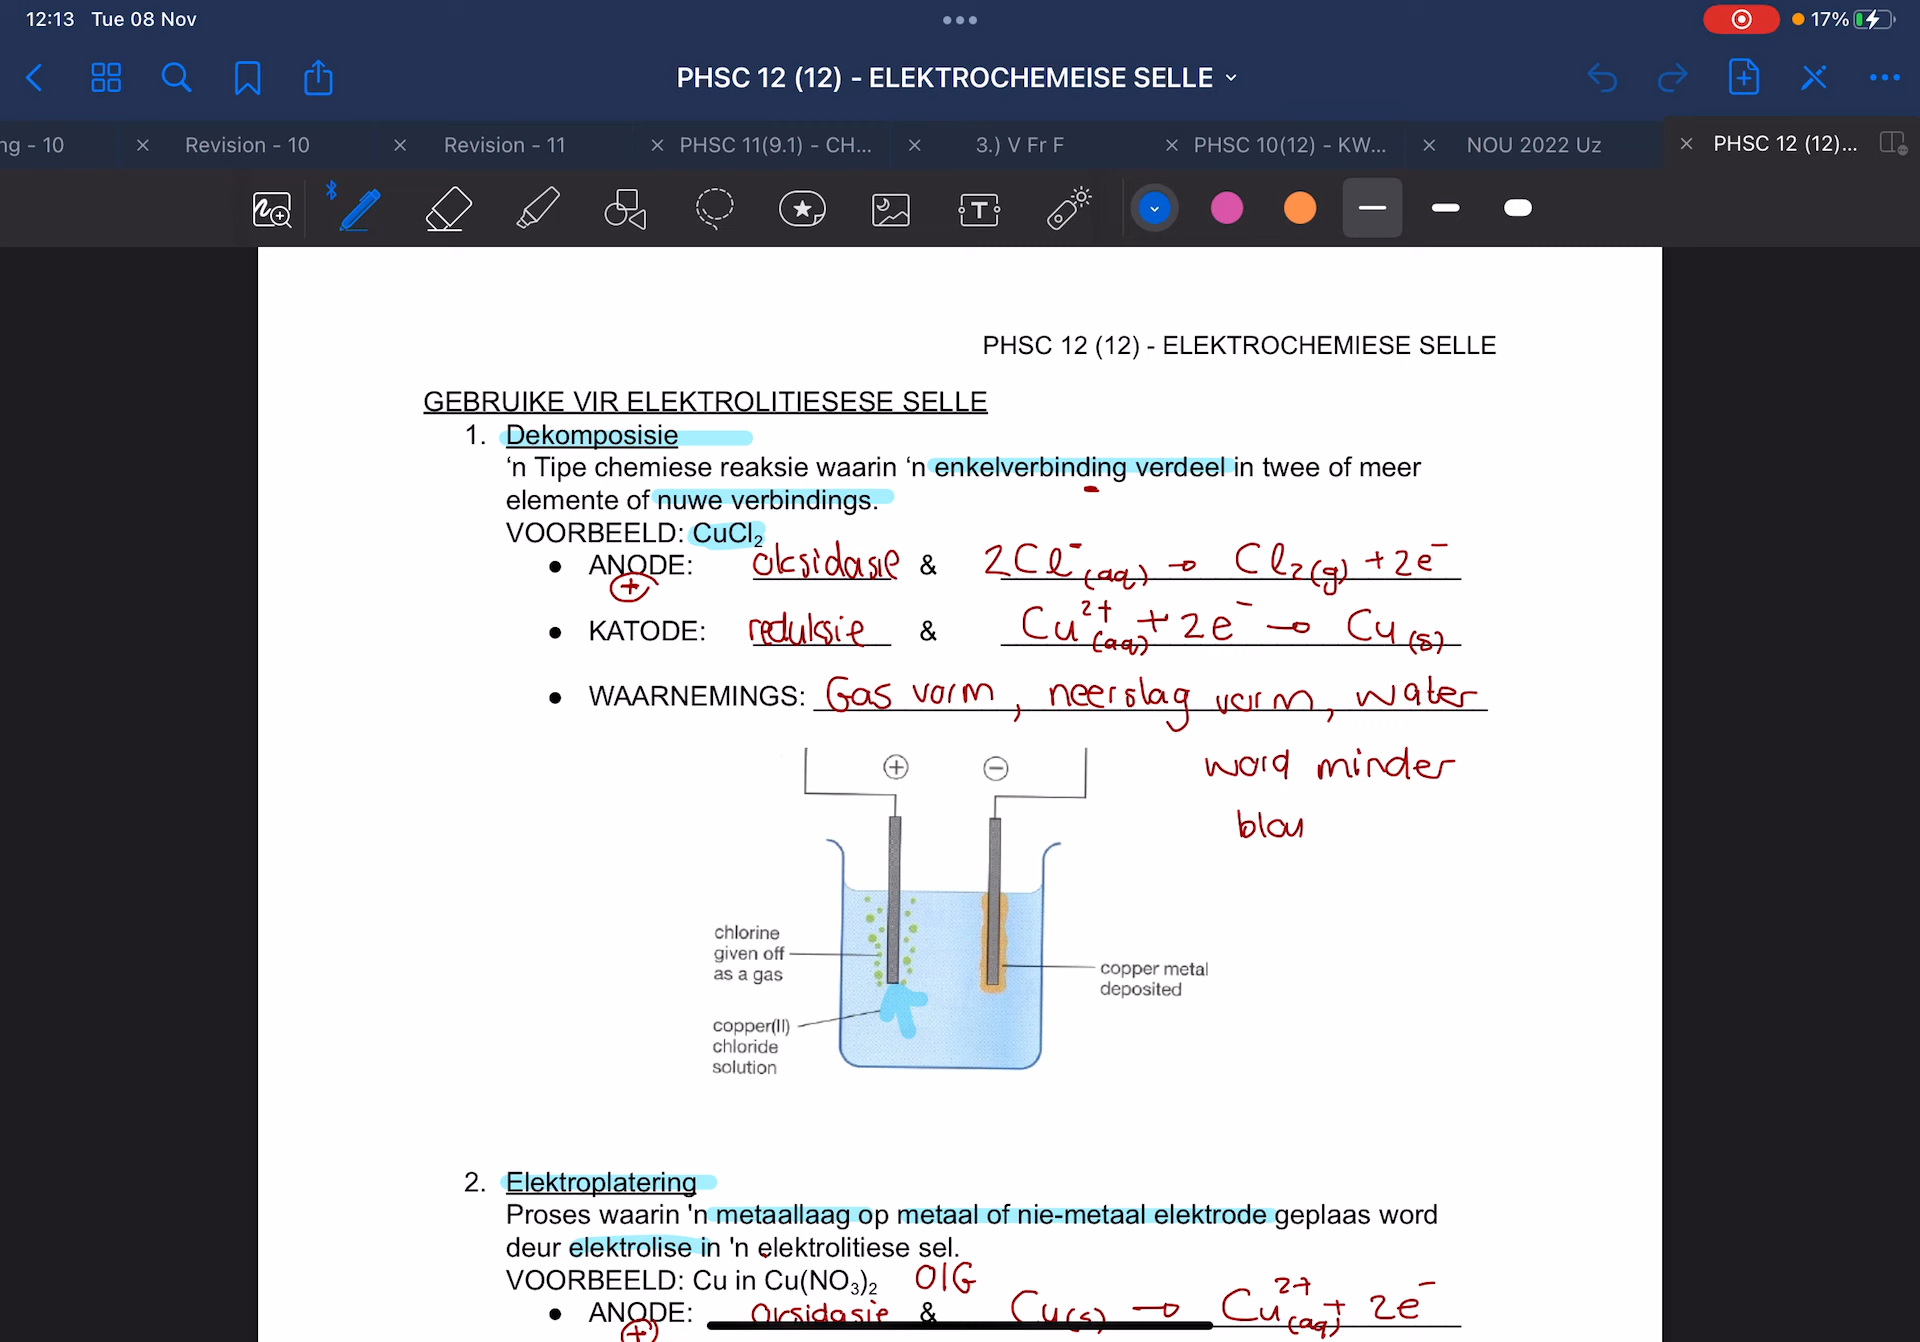 12:13 Tue 08 Nov
17%
PHSC 12 (12) - ELEKTROCHEMEISE SELLE
ng - 10
Revision - 10
Revision - 11
PHSC 11(9.1) - CH...
3.) V Fr F
PHSC 10(12) - KW...
NOU 2022 Uz
PHSC 12 (12)...
PHSC 12 (12) - ELEKTROCHEMIESE SELLE
GEBRUIKE VIR ELEKTROLITIESESE SELLE
1. Dekomposisie
‘n Tipe chemiese reaksie waarin ‘n enkelverbinding verdeel in twee of meer
elemente of nuwe verbindings.
VOORBEELD: CuCl₂
• ANODE: oksidasie & 2Cl⁻(aq) → Cl₂(g) + 2e⁻
+
• KATODE: reduksie & Cu²⁺(aq) + 2e⁻ → Cu(s)
• WAARNEMINGS: Gas vorm, neerslag vorm, water
word minder
blou
+ −
chlorine
given off
as a gas
copper metal
deposited
copper(II)
chloride
solution
2. Elektroplatering
Proses waarin 'n metaallaag op metaal of nie-metaal elektrode geplaas word
deur elektrolise in 'n elektrolitiese sel.
VOORBEELD: Cu in Cu(NO₃)₂ OIG
• ANODE: oksidasie & Cu(s) → Cu²⁺(aq) + 2e⁻
+